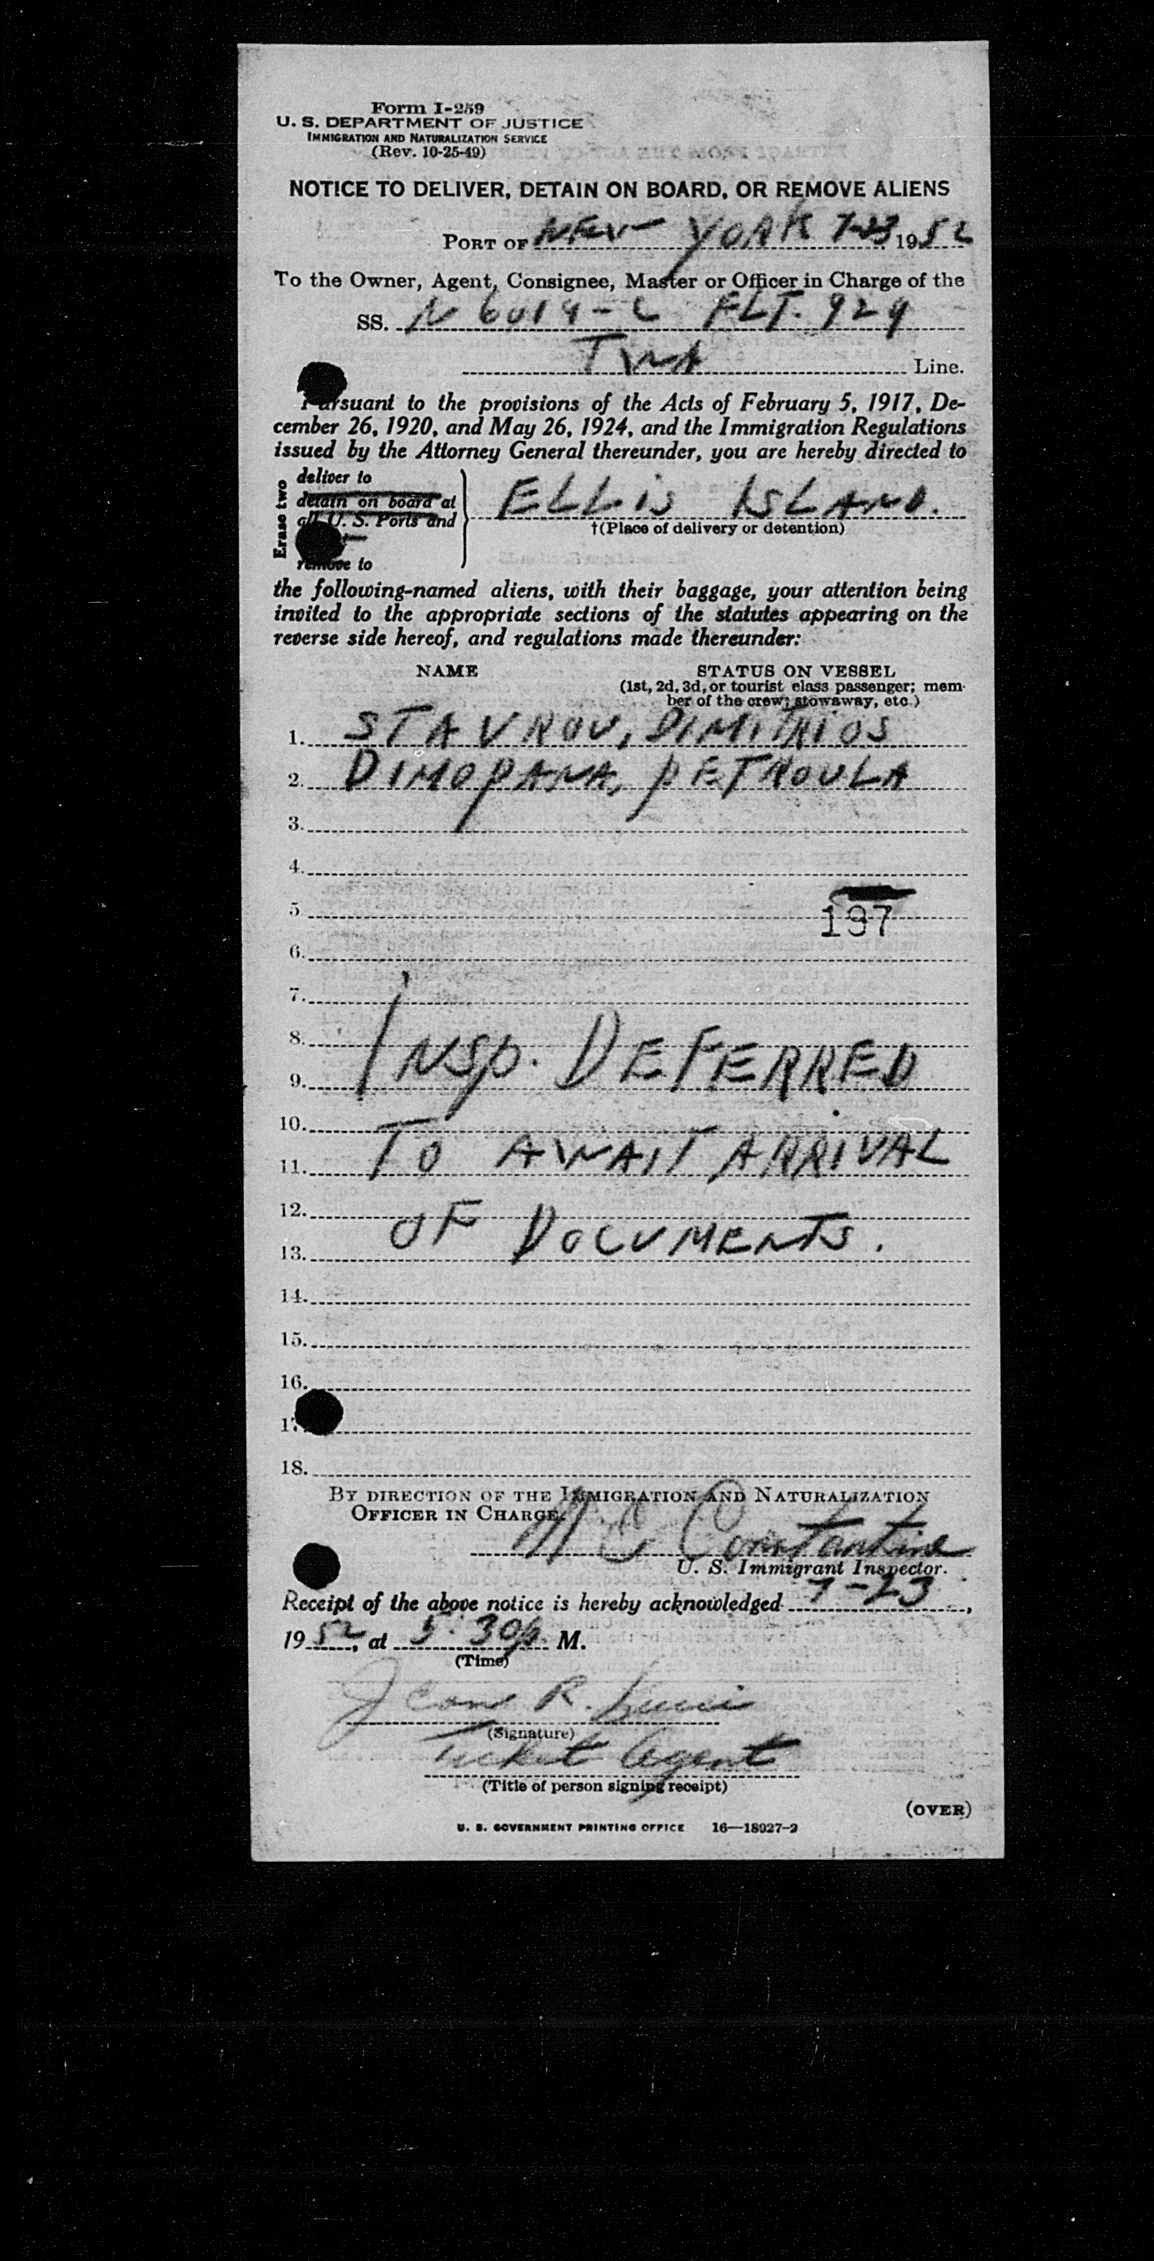 Form I-259
U. S. DEPARTMENT OF JUSTICE
IMMIGRATION AND NATURALIZATION SERVICE
(Rev. 10-25-49)
NOTICE TO DELIVER, DETAIN ON BOARD, OR REMOVE ALIENS
PORT OF NEW YORK 7-23 1952
To the Owner, Agent, Consignee, Master or Officer in Charge of the
SS. N 6014-C FLT. 924
TWA Line.
Pursuant to the provisions of the Acts of February 5, 1917, De-
cember 26, 1920, and May 26, 1924, and the Immigration Regulations
issued by the Attorney General thereunder, you are hereby directed to
Erase two
deliver to
detain on board at
all U. S. Ports and
remove to
ELLIS ISLAND.
†(Place of delivery or detention)
the following-named aliens, with their baggage, your attention being
invited to the appropriate sections of the statutes appearing on the
reverse side hereof, and regulations made thereunder:
NAME STATUS ON VESSEL
(1st, 2d, 3d, or tourist class passenger; mem-
ber of the crew; stowaway, etc.)
1. STAVROU, DIMITRIOS
2. DIMOPANA, PETROULA
3.
4.
5. 197
6.
7.
8.
INSP. DEFERRED
9.
10.
TO AWAIT ARRIVAL
11.
12.
OF DOCUMENTS.
13.
14.
15.
16.
17.
18.
BY DIRECTION OF THE IMMIGRATION AND NATURALIZATION
OFFICER IN CHARGE.
Constantine
U. S. Immigrant Inspector.
Receipt of the above notice is hereby acknowledged 7-23,
1952, at 5:30 p. M.
(Time)
Jean R.
(Signature)
Ticket Agent
(Title of person signing receipt)
(OVER)
U. S. GOVERNMENT PRINTING OFFICE 16—18027-2